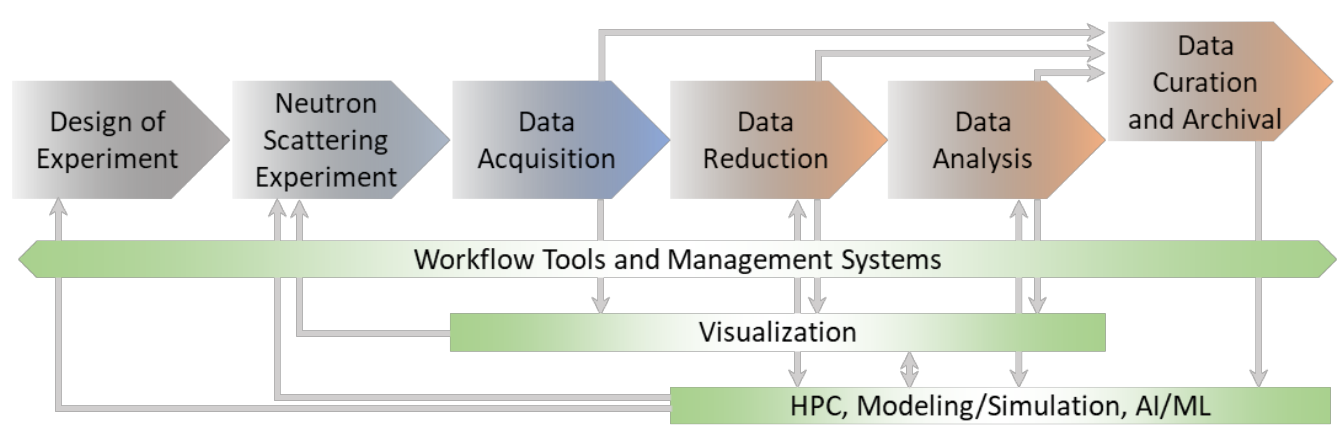 Design of
Experiment
Neutron
Scattering
Experiment
Data
Acquisition
Data
Reduction
Data
Analysis
Data
Curation
and Archival
Workflow Tools and Management Systems
Visualization
HPC, Modeling/Simulation, AI/ML